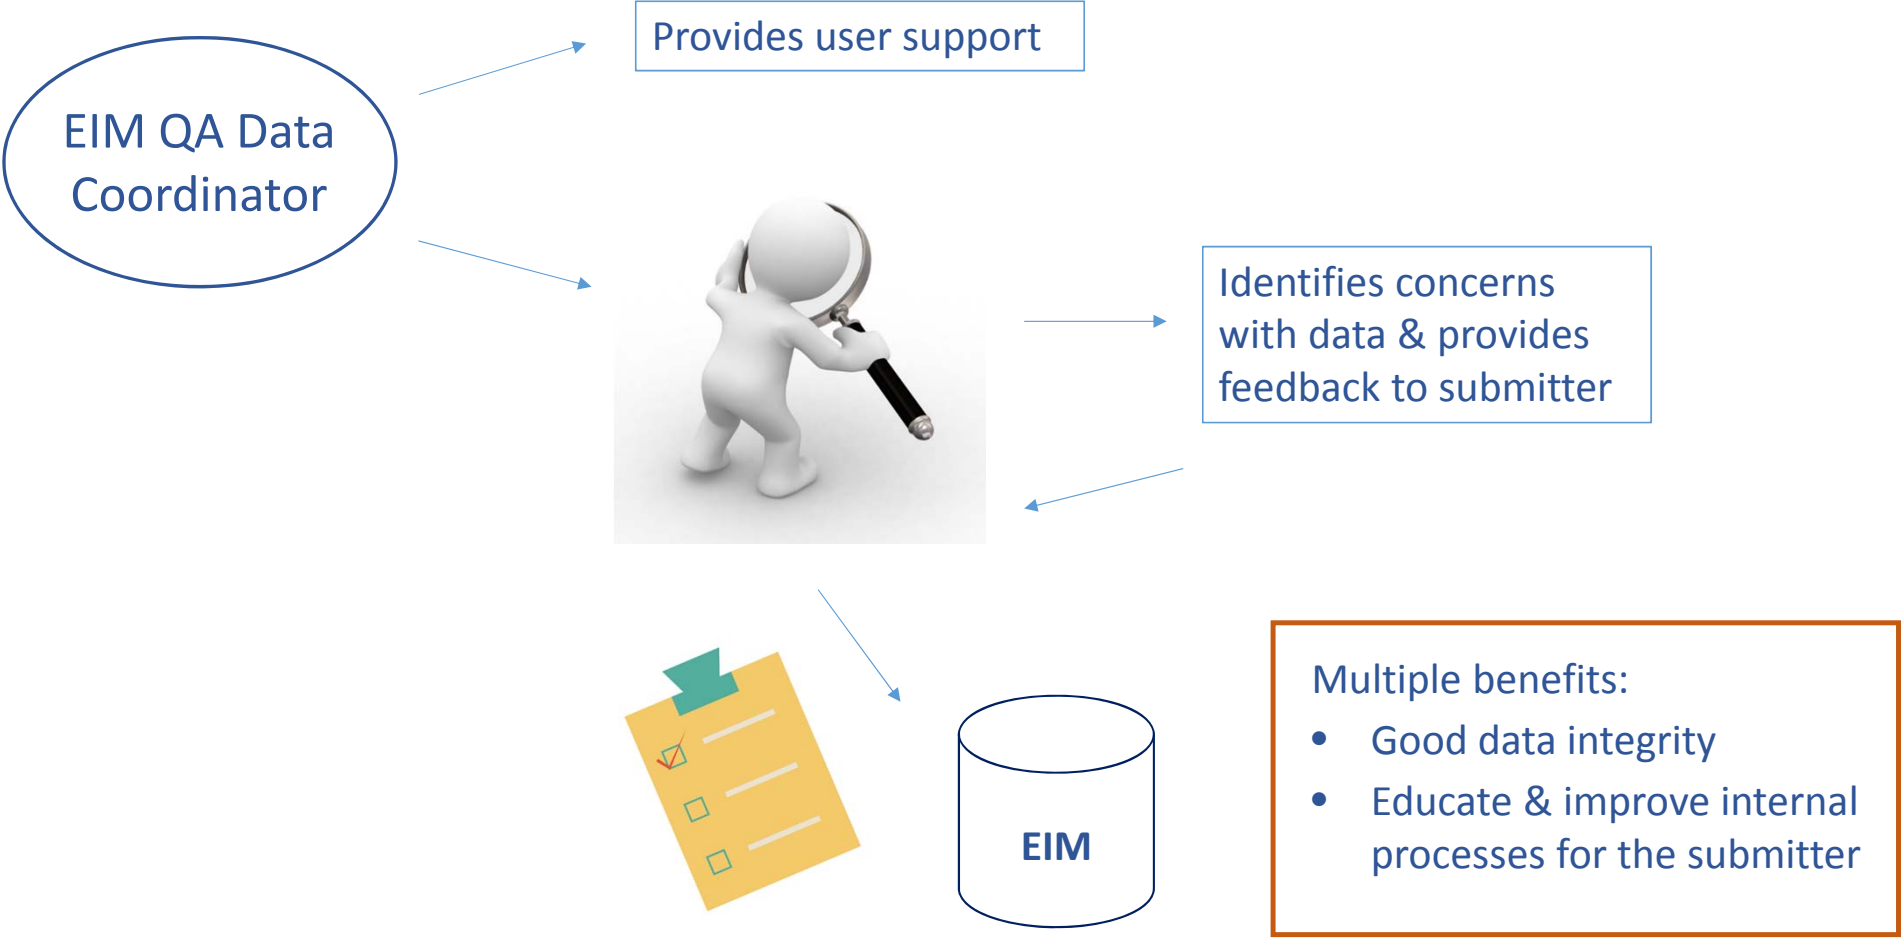 Provides user support
EIM QA Data
Coordinator
Identifies concerns
with data & provides
feedback to submitter
EIM
Multiple benefits:
• Good data integrity
• Educate & improve internal
processes for the submitter